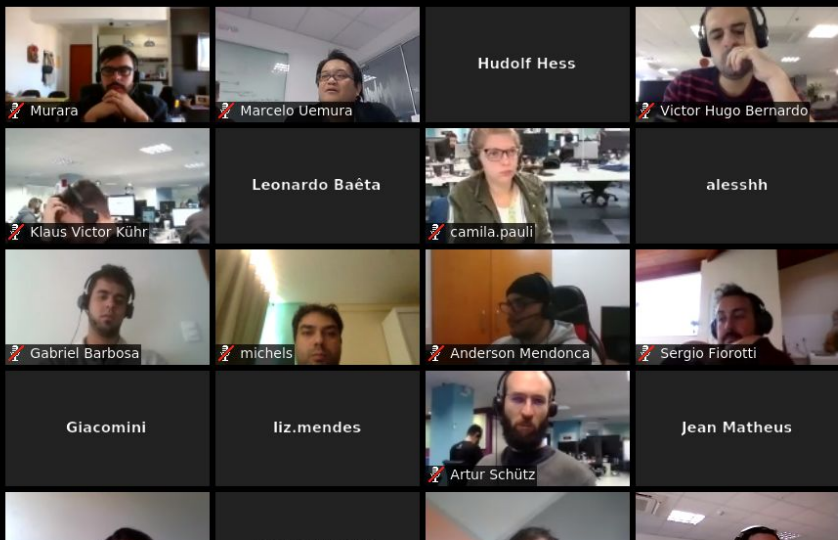 Murara
Marcelo Uemura
Hudolf Hess
Victor Hugo Bernardo
Klaus Victor Kühr
Leonardo Baêta
camila.pauli
alesshh
Gabriel Barbosa
michels
Anderson Mendonca
Sergio Fiorotti
Giacomini
liz.mendes
Artur Schütz
Jean Matheus